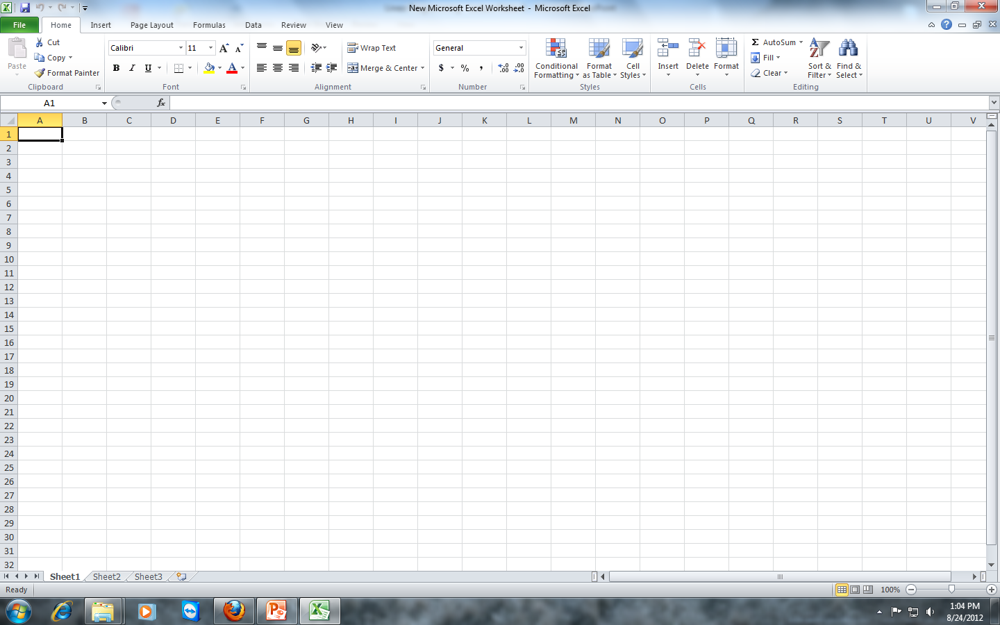 New Microsoft Excel Worksheet - Microsoft Excel
File Home Insert Page Layout Formulas Data Review View
Paste
Cut
Copy
Format Painter
Clipboard
Calibri 11
B I U
Font
Wrap Text
Merge & Center
Alignment
General
$ % , .00 .00
Number
Conditional Formatting
Format as Table
Cell Styles
Styles
Insert Delete Format
Cells
Σ AutoSum
Fill
Clear
Sort & Filter
Find & Select
Editing
A1 fx
A B C D E F G H I J K L M N O P Q R S T U V
1
2
3
4
5
6
7
8
9
10
11
12
13
14
15
16
17
18
19
20
21
22
23
24
25
26
27
28
29
30
31
32
Sheet1 Sheet2 Sheet3
Ready 100%
1:04 PM
8/24/2012